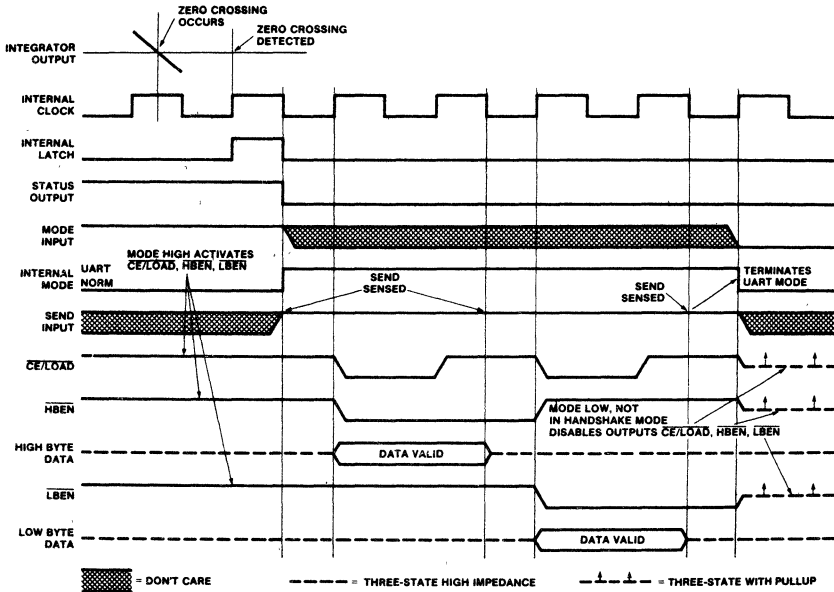 ZERO CROSSING
OCCURS
ZERO CROSSING
DETECTED
INTEGRATOR
OUTPUT
INTERNAL
CLOCK
INTERNAL
LATCH
STATUS
OUTPUT
MODE
INPUT
MODE HIGH ACTIVATES
CE/LOAD, HBEN, LBEN
INTERNAL
MODE
UART
NORM
SEND
SENSED
SEND
SENSED
TERMINATES
UART MODE
SEND
INPUT
CE/LOAD
HBEN
MODE LOW, NOT
IN HANDSHAKE MODE
DISABLES OUTPUTS CE/LOAD, HBEN, LBEN
HIGH BYTE
DATA
DATA VALID
LBEN
LOW BYTE
DATA
DATA VALID
= DON'T CARE
= THREE-STATE HIGH IMPEDANCE
= THREE-STATE WITH PULLUP